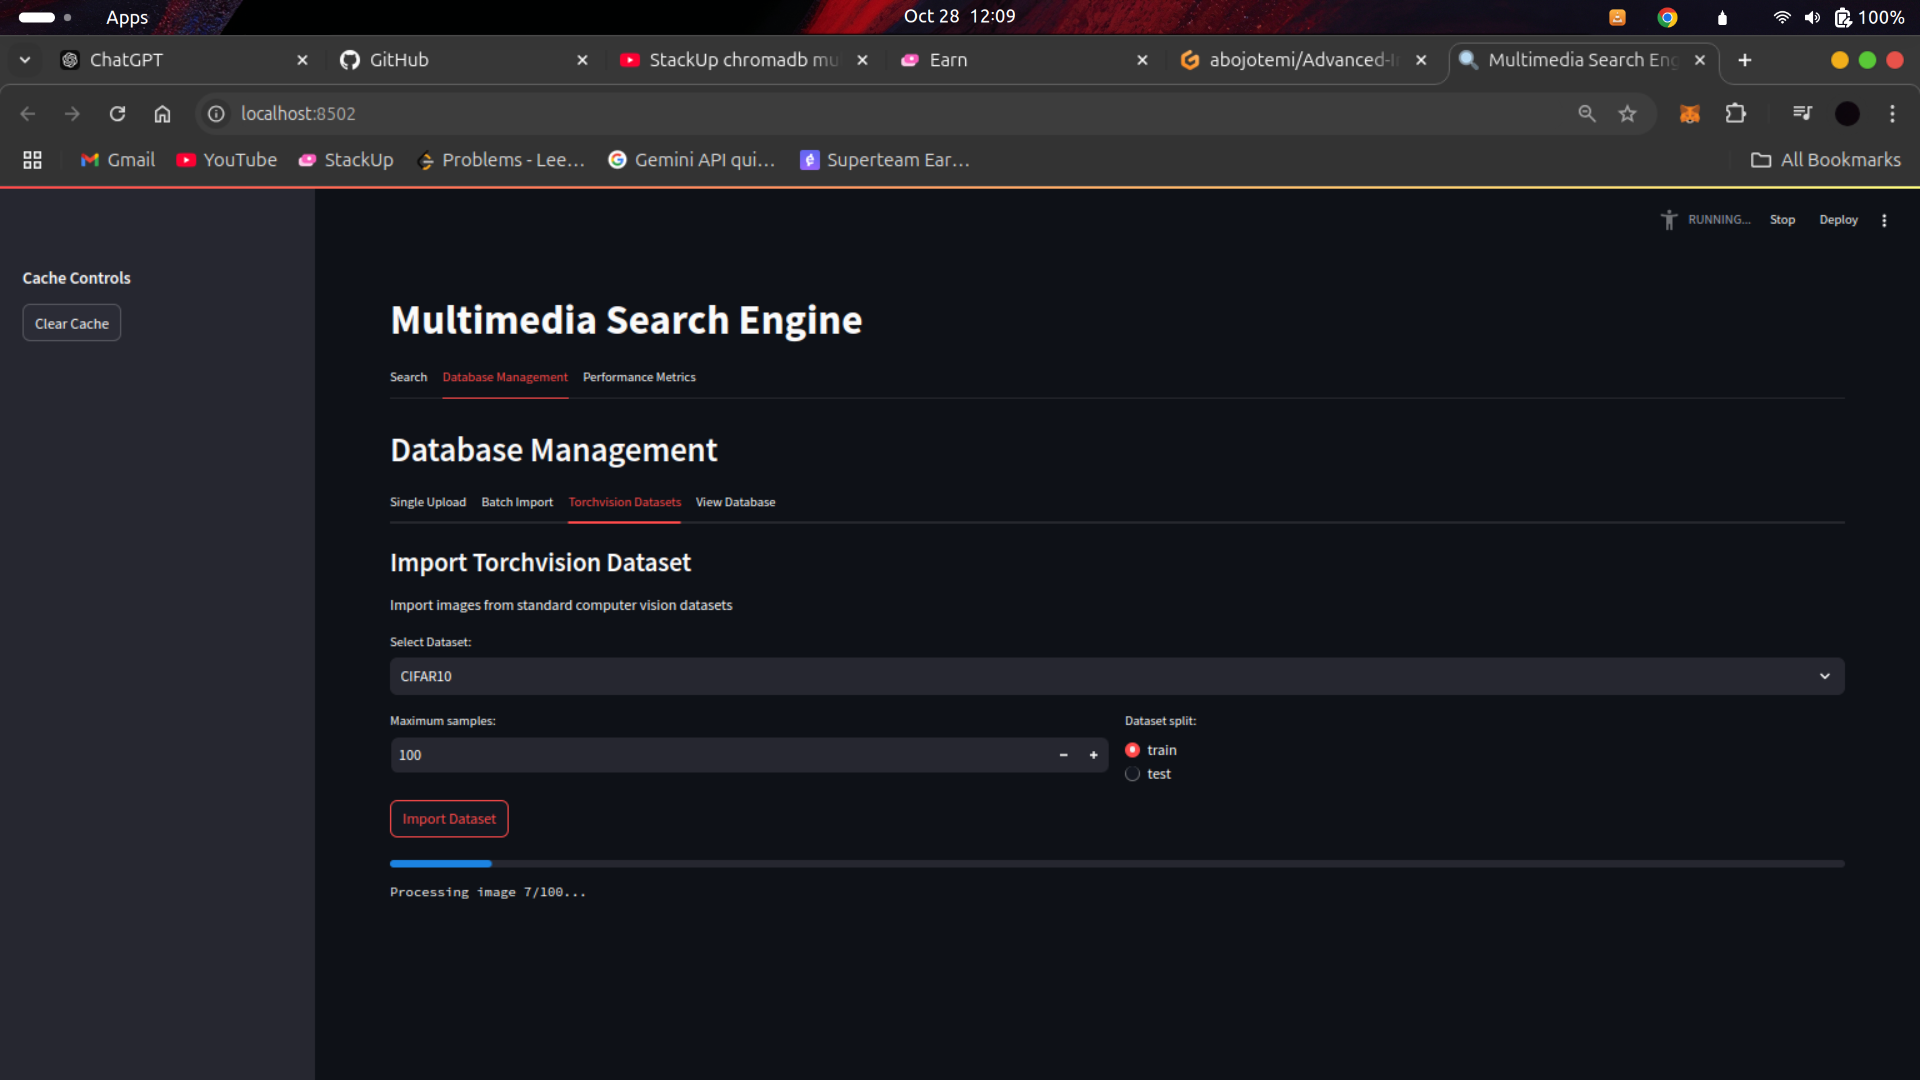 Apps
Oct 28 12:09
100%
ChatGPT
GitHub
StackUp chromadb mu
Earn
abojotemi/Advanced-I
Multimedia Search Eng
localhost:8502
Gmail
YouTube
StackUp
Problems - Lee...
Gemini API qui...
Superteam Ear...
All Bookmarks
RUNNING...
Stop
Deploy
Cache Controls
Clear Cache
Multimedia Search Engine
Search Database Management Performance Metrics
Database Management
Single Upload Batch Import Torchvision Datasets View Database
Import Torchvision Dataset
Import images from standard computer vision datasets
Select Dataset:
CIFAR10
Maximum samples:
100
Dataset split:
train
test
Import Dataset
Processing image 7/100...